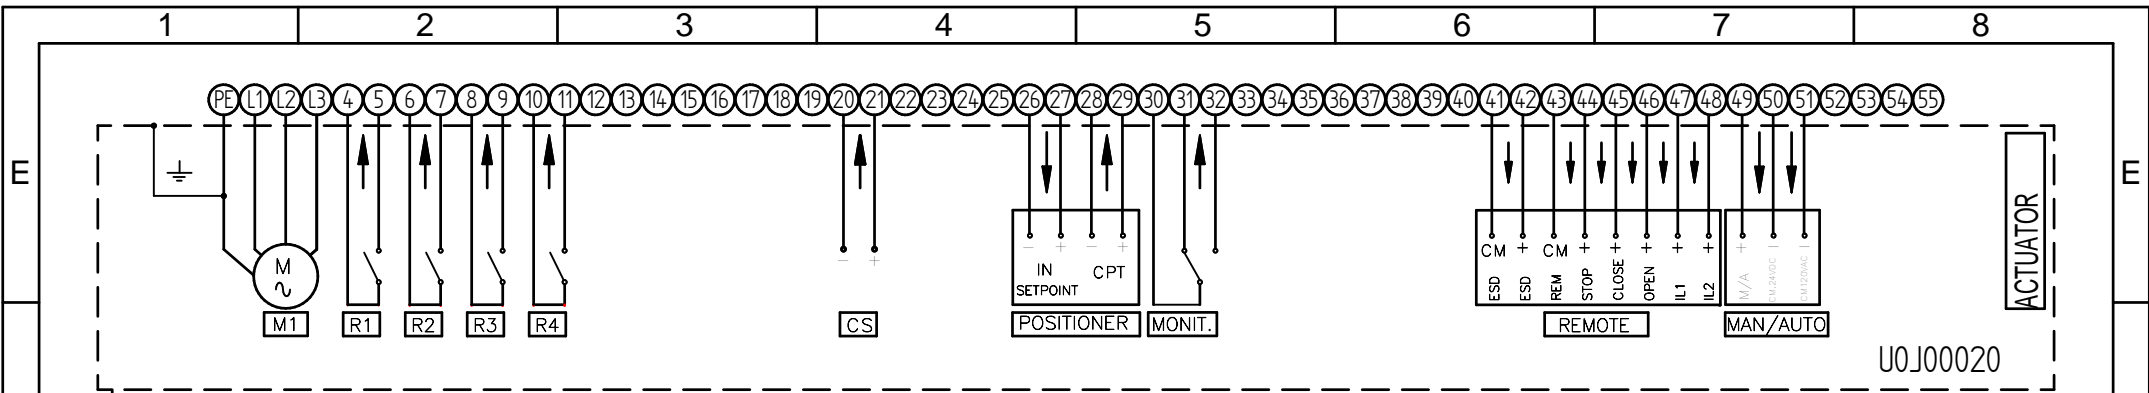 1 2 3 4 5 6 7 8
PE L1 L2 L3 4 5 6 7 8 9 10 11 12 13 14 15 16 17 18 19 20 21 22 23 24 25 26 27 28 29 30 31 32 33 34 35 36 37 38 39 40 41 42 43 44 45 46 47 48 49 50 51 52 53 54 55
E E
ACTUATOR
M
- +
- + - +
IN CPT
SETPOINT
CM + CM + + + + +
ESD ESD REM STOP CLOSE OPEN IL1 IL2
+ - -
M/A CM.24VDC CM.120VAC
M1 R1 R2 R3 R4 CS POSITIONER MONIT. REMOTE MAN/AUTO
U0J00020